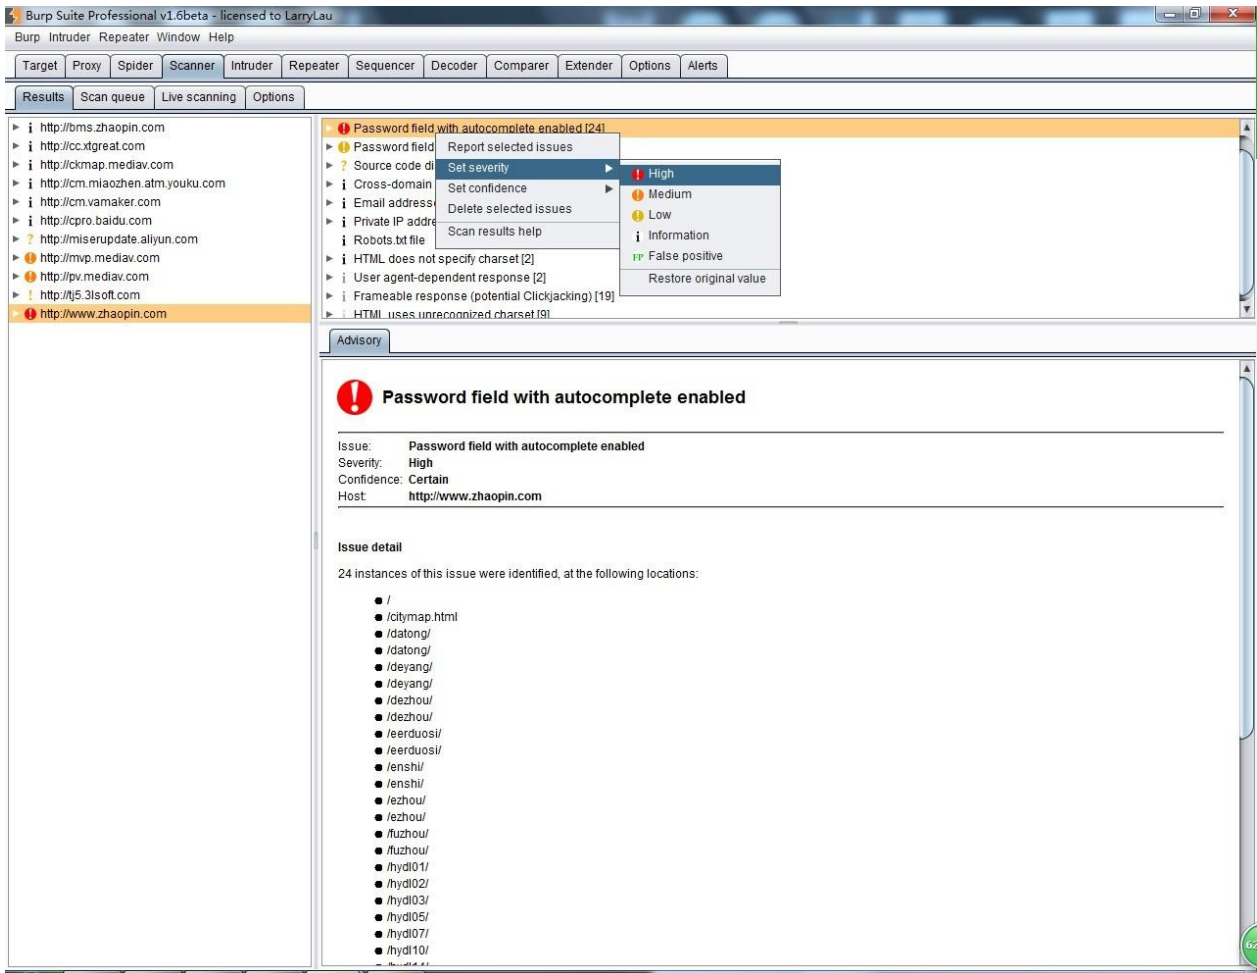 Burp Suite Professional v1.6beta - licensed to LarryLau
Burp Intruder Repeater Window Help
Target Proxy Spider Scanner Intruder Repeater Sequencer Decoder Comparer Extender Options Alerts
Results Scan queue Live scanning Options
http://bms.zhaopin.com
http://cc.xtgreat.com
http://ckmap.mediav.com
http://cm.miaozhen.atm.youku.com
http://cm.vamaker.com
http://cpro.baidu.com
http://miserupdate.aliyun.com
http://mvp.mediav.com
http://pv.mediav.com
http://tj5.3lsoft.com
http://www.zhaopin.com
Password field with autocomplete enabled [24]
Password field
Source code di
Cross-domain
Email address
Private IP addre
Robots.txt file
HTML does not specify charset [2]
User agent-dependent response [2]
Frameable response (potential Clickjacking) [19]
HTML uses unrecognized charset [9]
Report selected issues
Set severity
Set confidence
Delete selected issues
Scan results help
High
Medium
Low
Information
FP False positive
Restore original value
Advisory
Password field with autocomplete enabled
Issue: Password field with autocomplete enabled
Severity: High
Confidence: Certain
Host: http://www.zhaopin.com
Issue detail
24 instances of this issue were identified, at the following locations:
/
/citymap.html
/datong/
/datong/
/deyang/
/deyang/
/dezhou/
/dezhou/
/eerduosi/
/eerduosi/
/enshi/
/enshi/
/ezhou/
/ezhou/
/fuzhou/
/fuzhou/
/hydl01/
/hydl02/
/hydl03/
/hydl05/
/hydl07/
/hydl10/
62